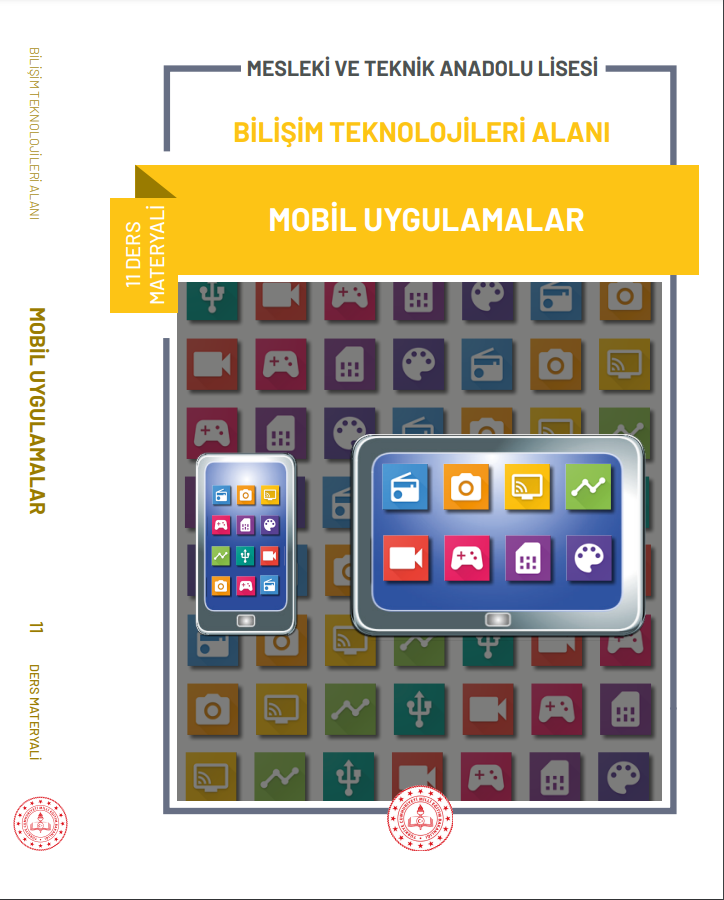 BİLİŞİM TEKNOLOJİLERİ ALANI
MOBİL UYGULAMALAR
11
DERS MATERYALİ
MESLEKİ VE TEKNİK ANADOLU LİSESİ
BİLİŞİM TEKNOLOJİLERİ ALANI
11 DERS
MATERYALİ
MOBİL UYGULAMALAR